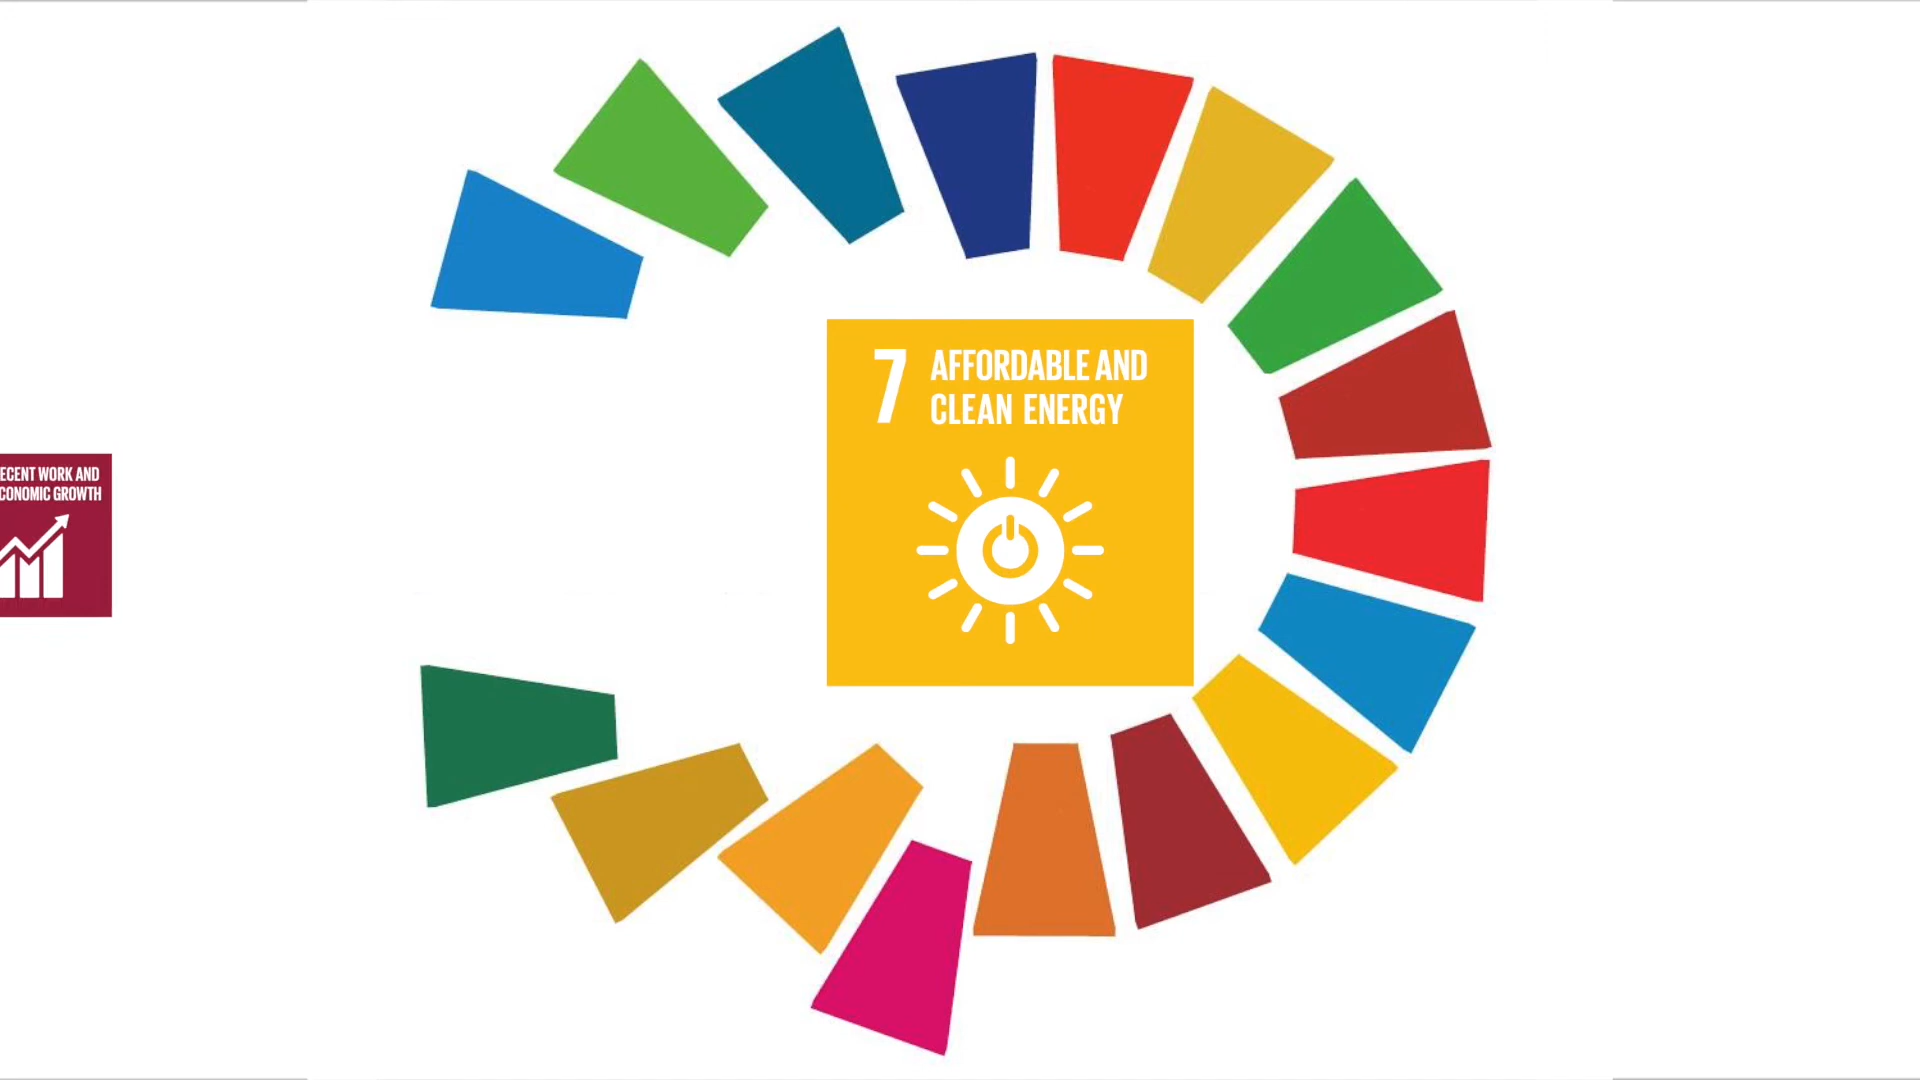 7
AFFORDABLE AND
CLEAN ENERGY
ECENT WORK AND
CONOMIC GROWTH